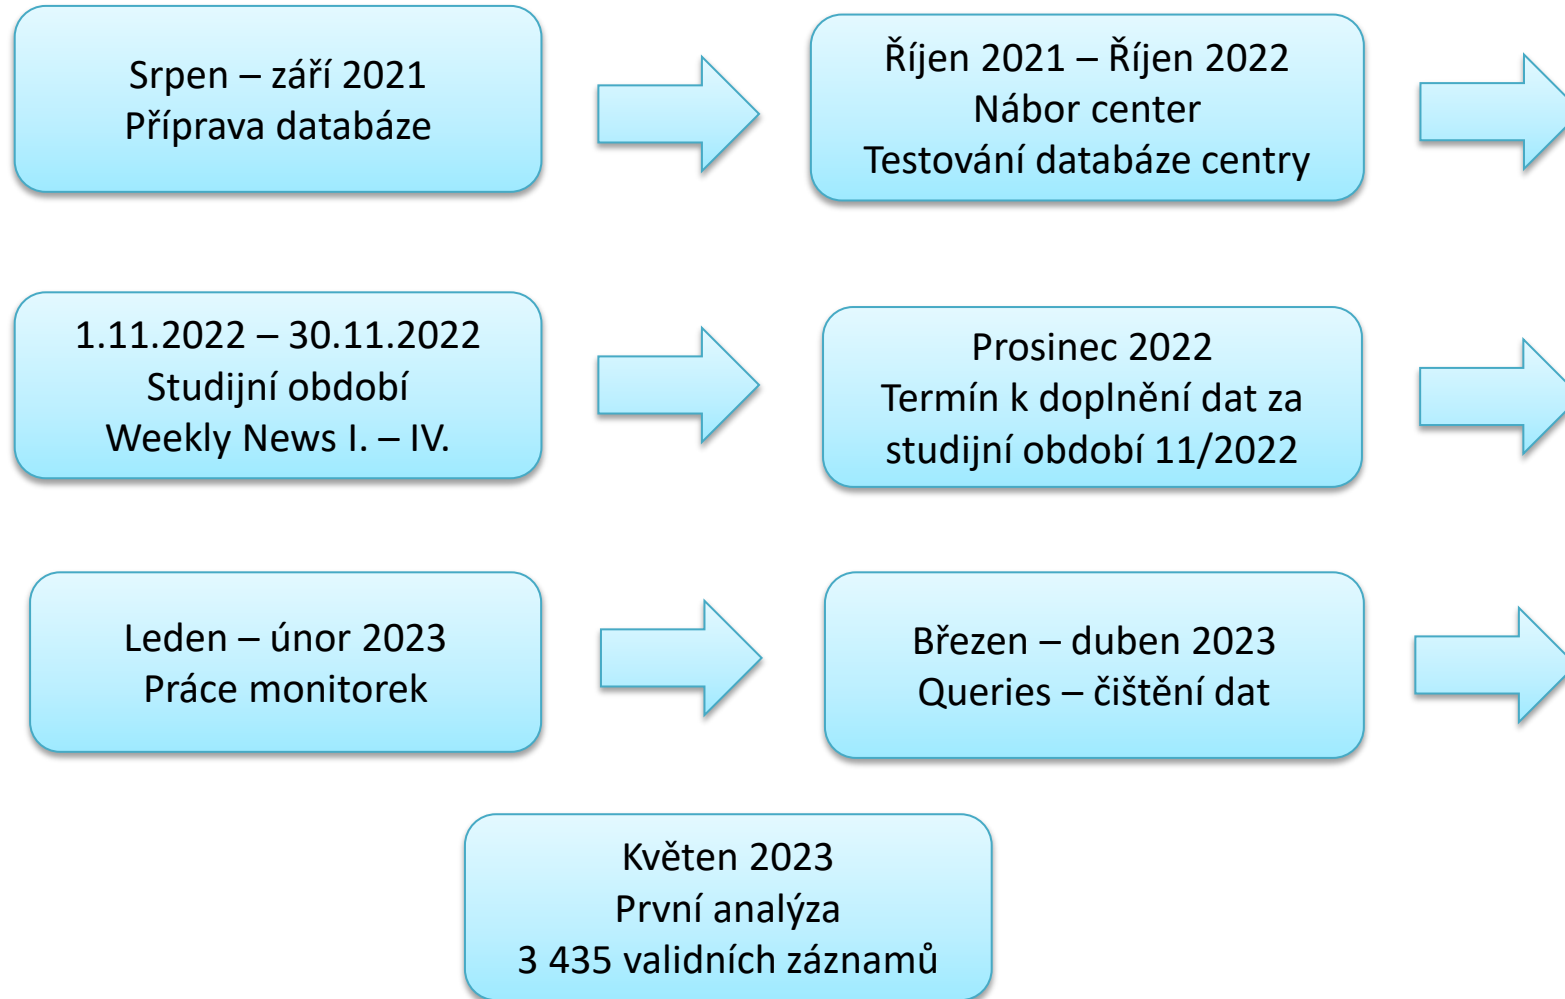 Srpen – září 2021
Příprava databáze
Říjen 2021 – Říjen 2022
Nábor center
Testování databáze centry
1.11.2022 – 30.11.2022
Studijní období
Weekly News I. – IV.
Prosinec 2022
Termín k doplnění dat za
studijní období 11/2022
Leden – únor 2023
Práce monitorek
Březen – duben 2023
Queries – čištění dat
Květen 2023
První analýza
3 435 validních záznamů